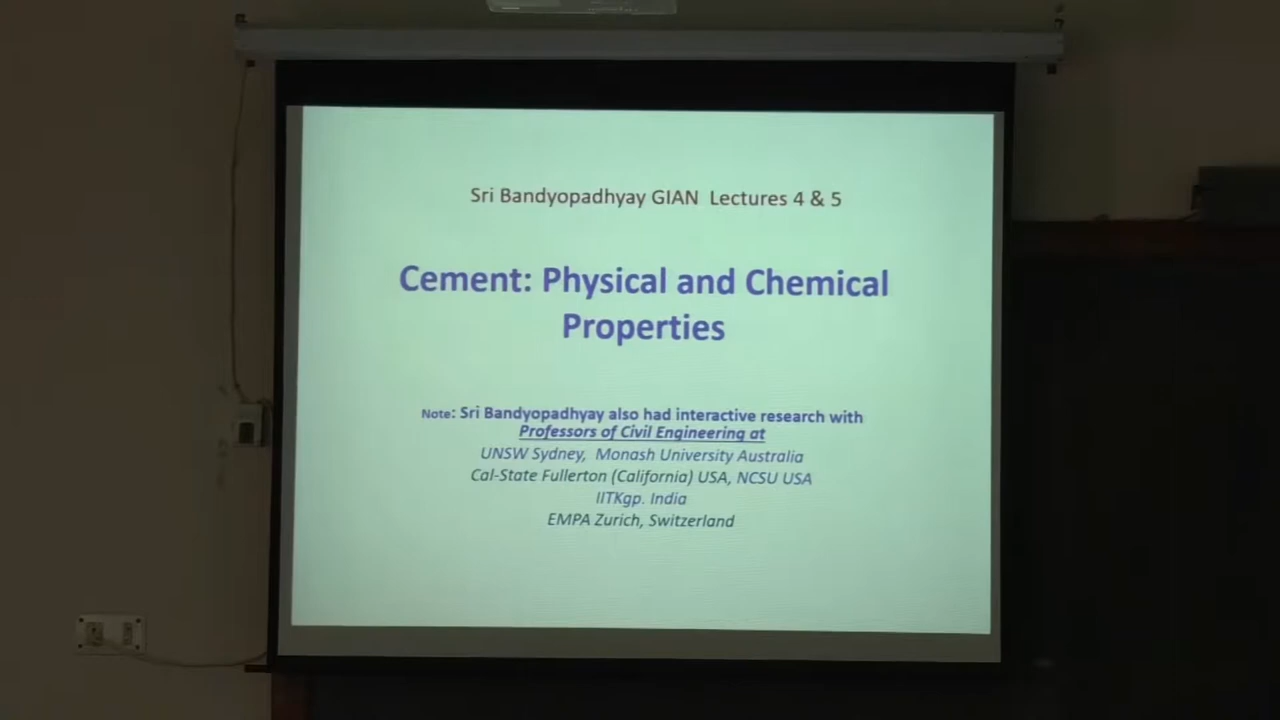 Sri Bandyopadhyay GIAN Lectures 4 & 5
Cement: Physical and Chemical
Properties
Note: Sri Bandyopadhyay also had interactive research with
Professors of Civil Engineering at
UNSW Sydney, Monash University Australia
Cal-State Fullerton (California) USA, NCSU USA
IITKgp. India
EMPA Zurich, Switzerland